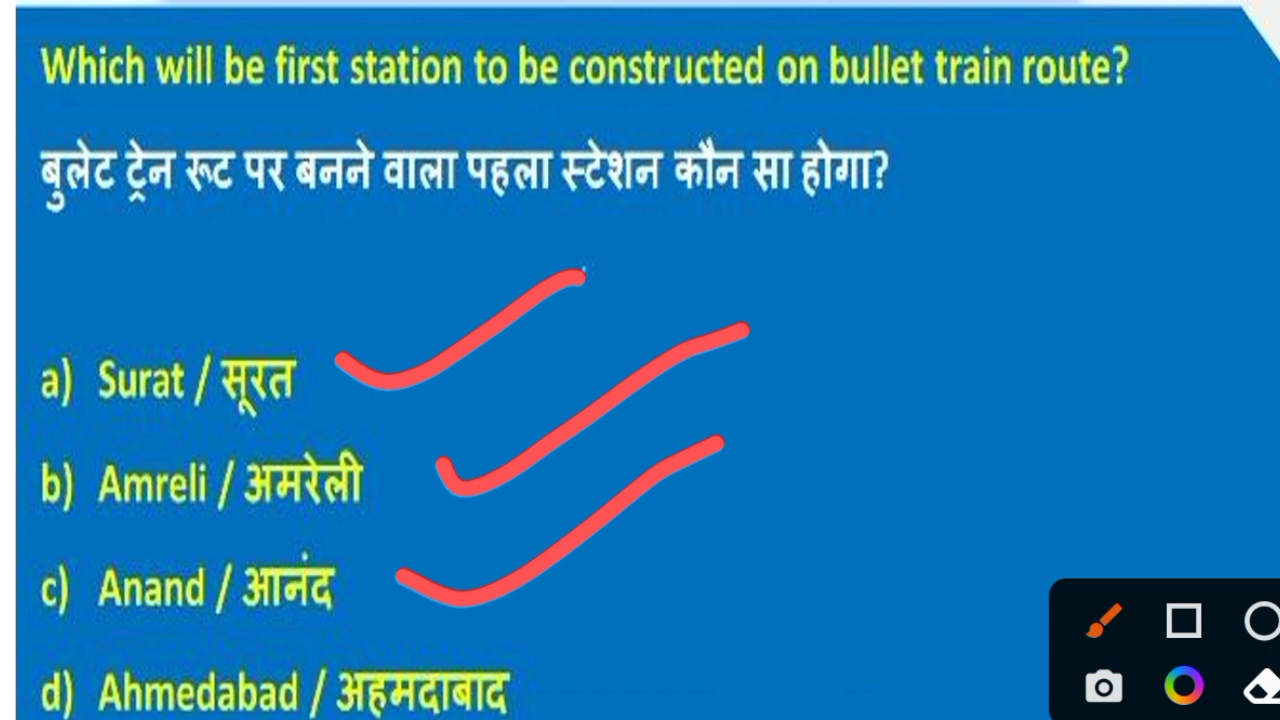 Which will be first station to be constructed on bullet train route?
बुलेट ट्रेन रूट पर बनने वाला पहला स्टेशन कौन सा होगा?
a) Surat / सूरत
b) Amreli / अमरेली
c) Anand / आनंद
d) Ahmedabad / अहमदाबाद